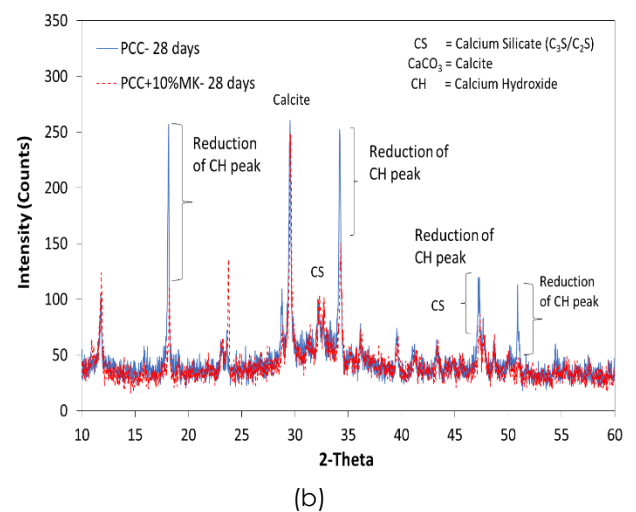 350
300
250
200
150
100
50
0
Intensity (Counts)
PCC- 28 days
PCC+10%MK- 28 days
CS = Calcium Silicate (C₃S/C₂S)
CaCO₃ = Calcite
CH = Calcium Hydroxide
Calcite
Reduction
of CH peak
Reduction of
CH peak
CS
Reduction of
CH peak
CS
Reduction
of CH peak
10 15 20 25 30 35 40 45 50 55 60
2-Theta
(b)